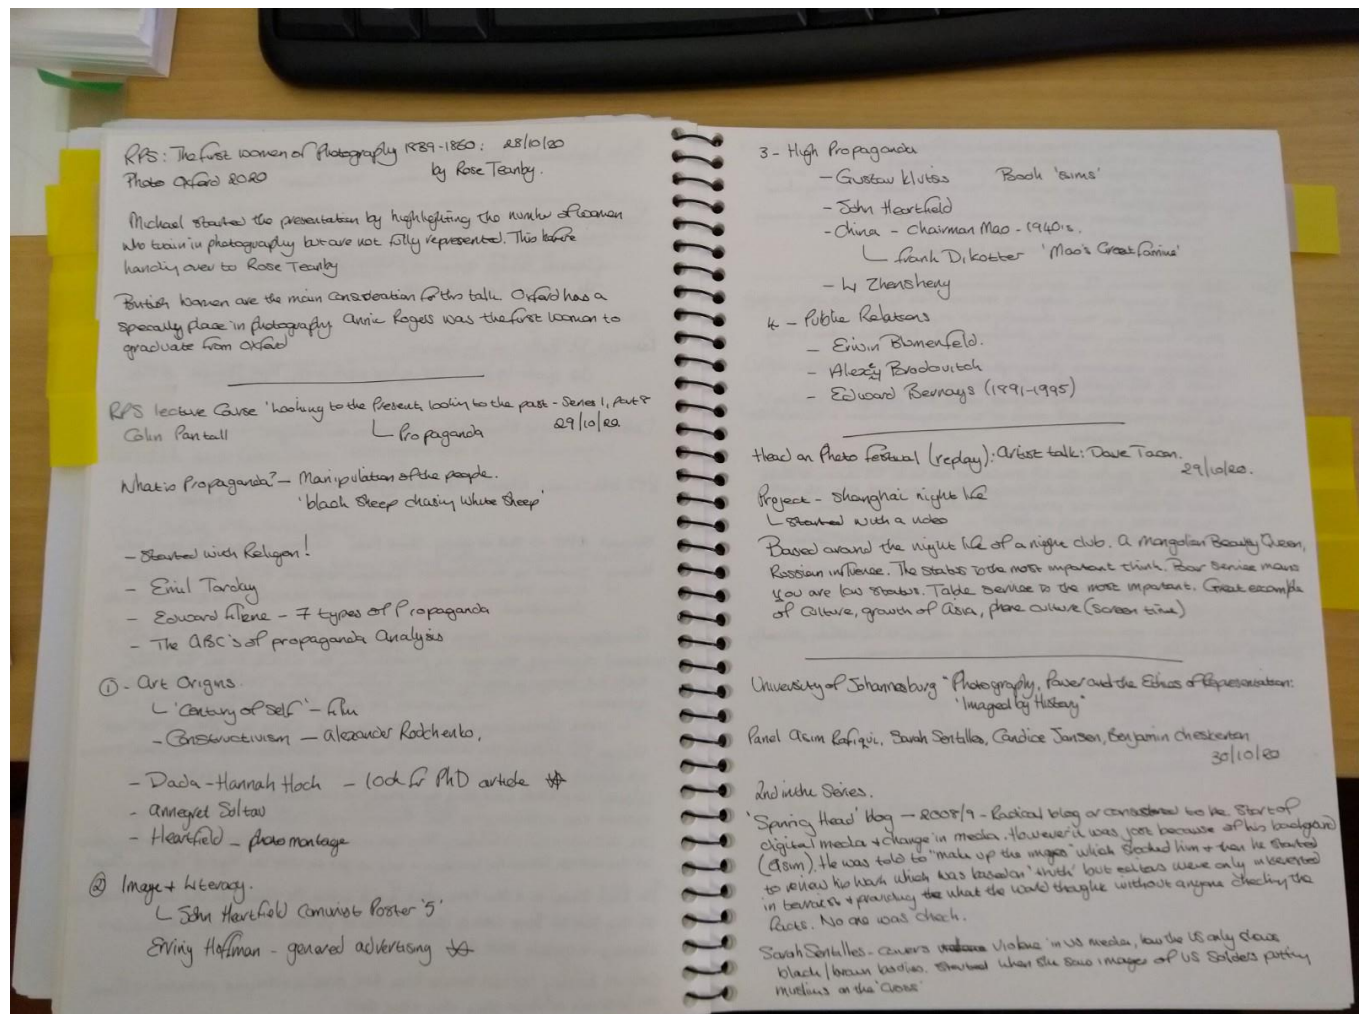 RPS: The first women of Photography 1839-1860: 28/10/20
Photo Oxford 2020 by Rose Teanby.
Michael started the presentation by highlighting the number of women
who train in photography but are not fully represented. This before
handing over to Rose Teanby
British women are the main consideration for this talk. Oxford has a
specially place in photography. Annie Rogers was the first woman to
graduate from Oxford
RPS lecture Course 'Looking to the Present, looking to the past - Series 1, part 8
Colin Pantall Propaganda 29/10/20
What is Propaganda? - Manipulation of the people.
'black sheep chasing white sheep'
- Started with Religion!
- Emil
- Edward Filene - 7 types of Propaganda
- The ABC's of propaganda Analysis
① - Art Origins.
'Century of Self' - film
- Constructivism - Alexander Rodchenko,
- Dada - Hannah Hoch - look for PhD article
- Annegret Soltau
- Heartfield - photo montage
② Image + Literacy.
John Heartfield Poster '5'
Erving Hoffman - advertising
3 - High Propaganda
- Gustav Klutsis Book
- John Heartfield
- China - Chairman Mao - 1940's.
Frank Dikotter 'Mao's Great famine'
- Li Zhensheng
4 - Public Relations
- Erwin Blumenfeld.
- Alexey Brodovitch
- Edward Bernays (1891-1995)
Head on Photo Festival (replay): Artist talk: Dave Tacon.
29/10/20.
Project - Shanghai night life
Started with a video
Based around the night life of a night club. A Mongolian Beauty Queen,
Russian influence. The status is the most important think. Bar service means
you are low status. Table service is the most important. Great example
of culture, growth of Asia, phone culture (screen time)
University of Johannesburg "Photography, Power and the Ethics of Representation:
'Imaged by History'
Panel Asim Rafiqui, Sarah Sentilles, Candice Jansen, Benjamin
30/10/20
2nd in the Series.
'Spinning Head' blog - 2008/9 - Radical blog or considered to be start of
digital media + change in media. However it was just because of his background
(Asim). He was told to "make up the images" which shocked him + then he started
to review his work which was based on 'truth' but editors were only interested
in + providing what the world thought without anyone checking the
facts. No one was check.
Sarah Sentilles - covers violence in US media, how the US only shows
black/brown bodies. Started when she saw images of US solders putting
muslims on the 'cross'